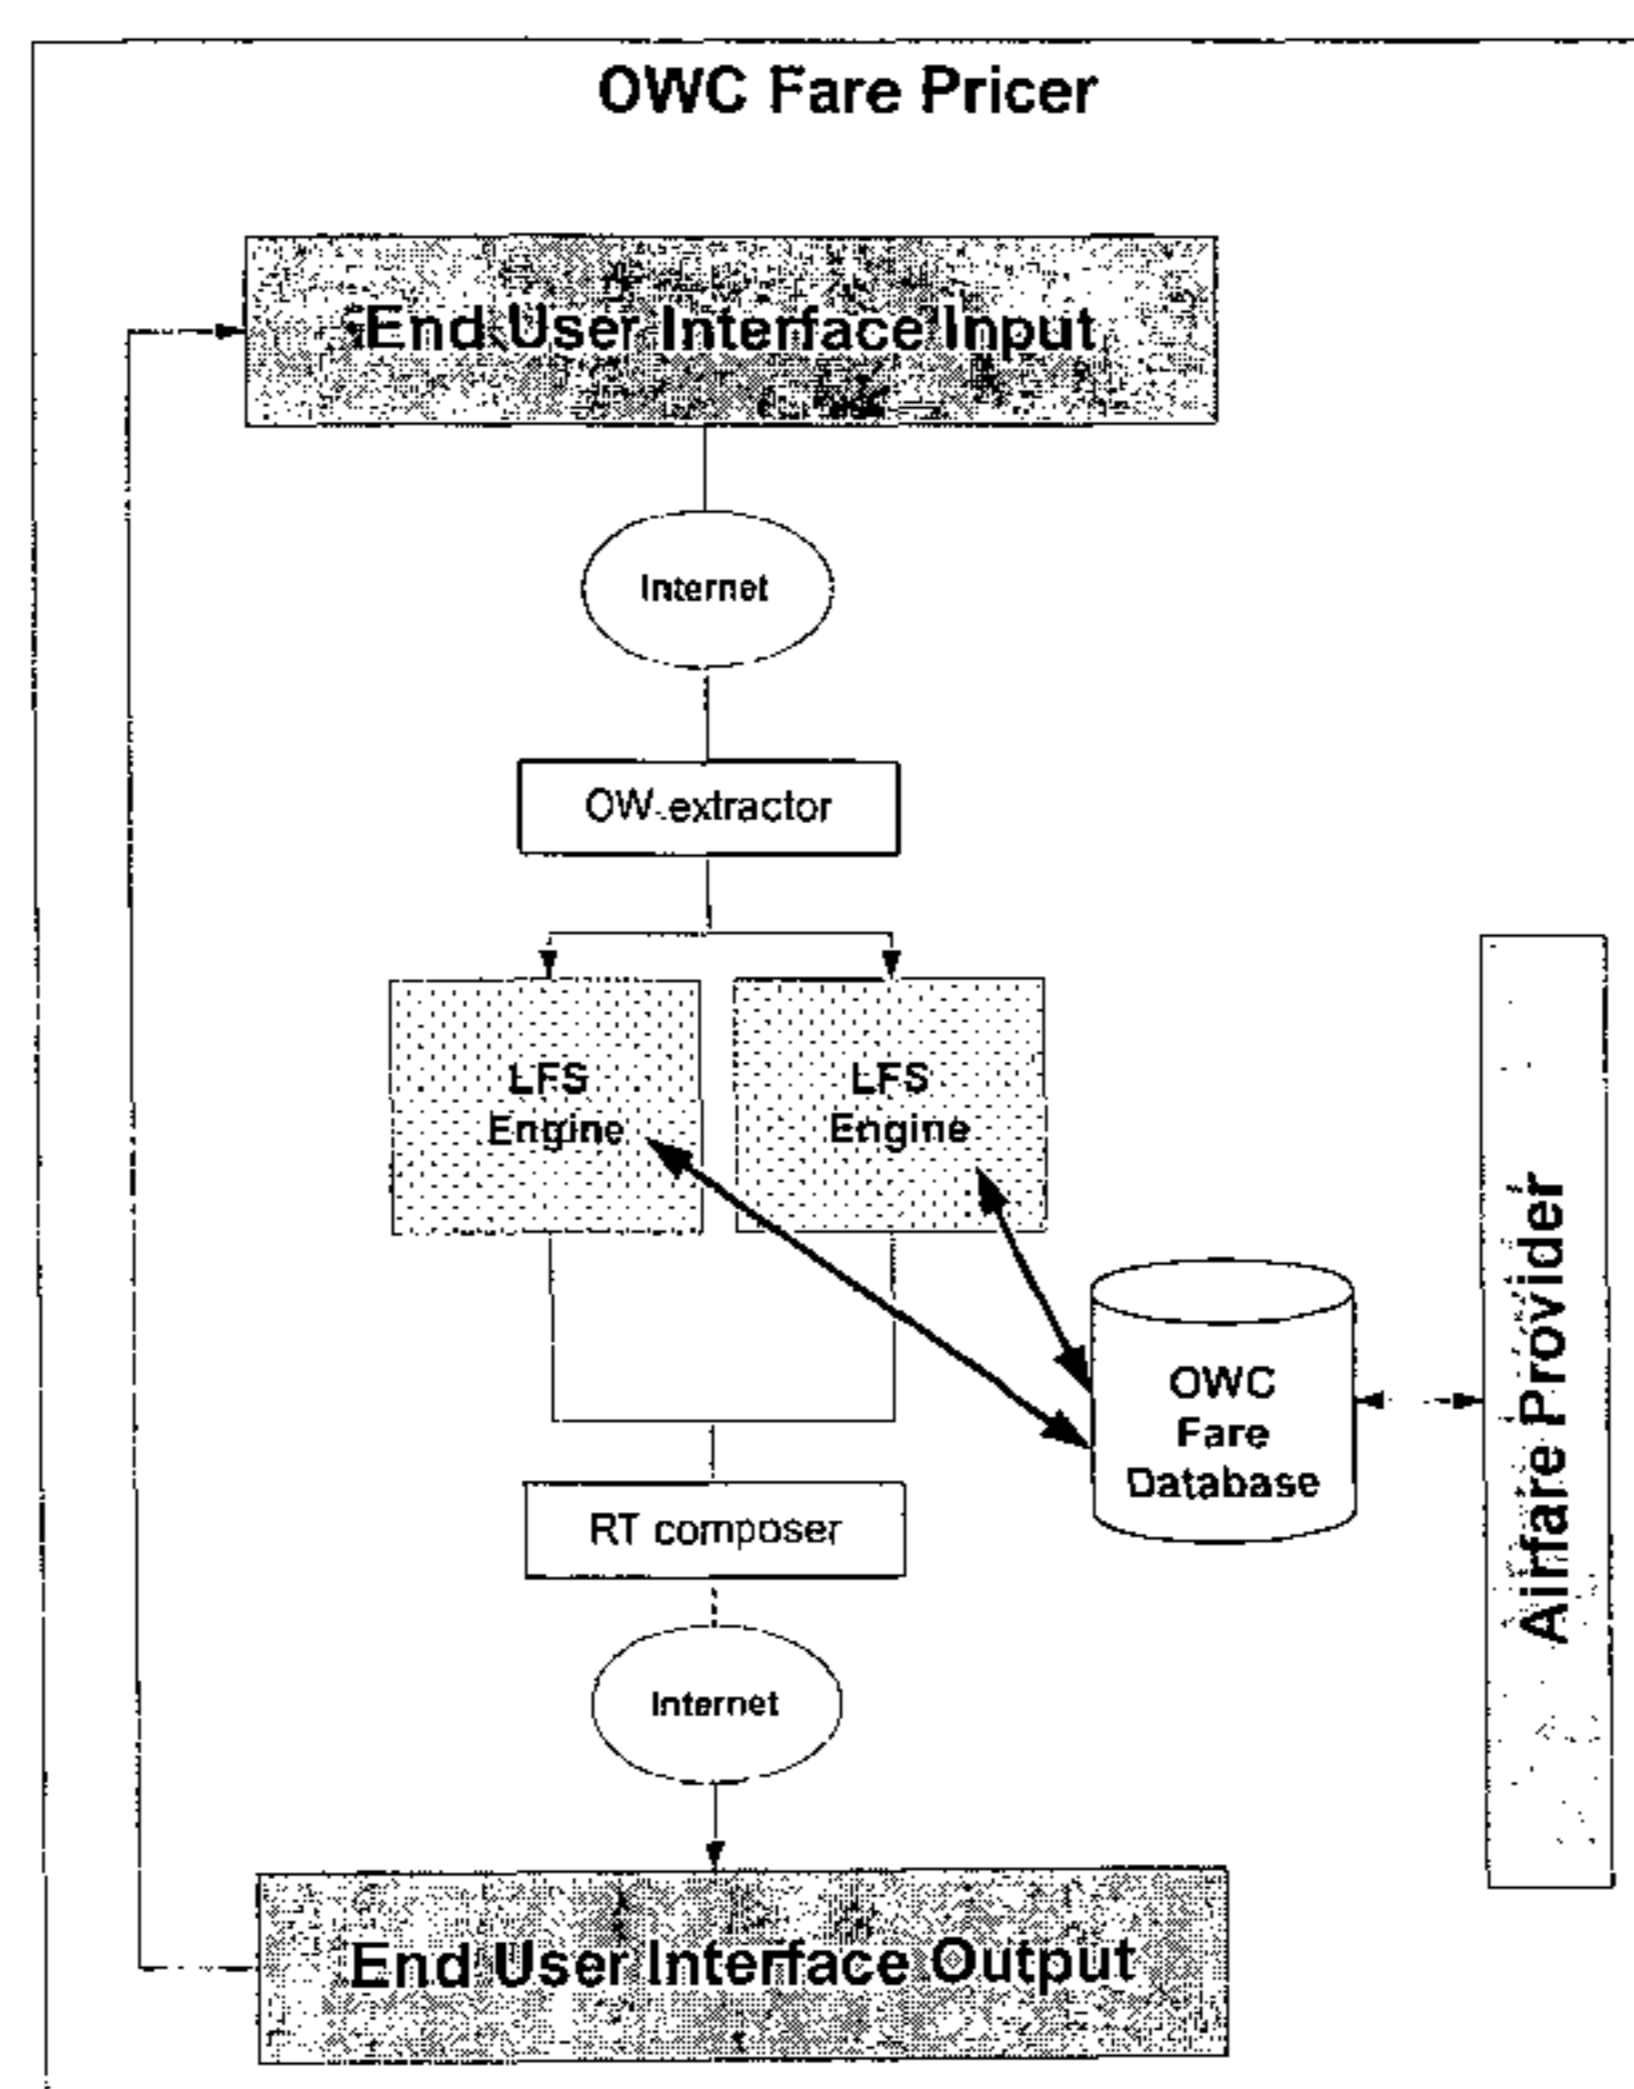 OWC Fare Pricer
End User Interface Input
Internet
OW-extractor
LFS
Engine
LFS
Engine
OWC
Fare
Database
Airfare Provider
RT composer
Internet
End User Interface Output